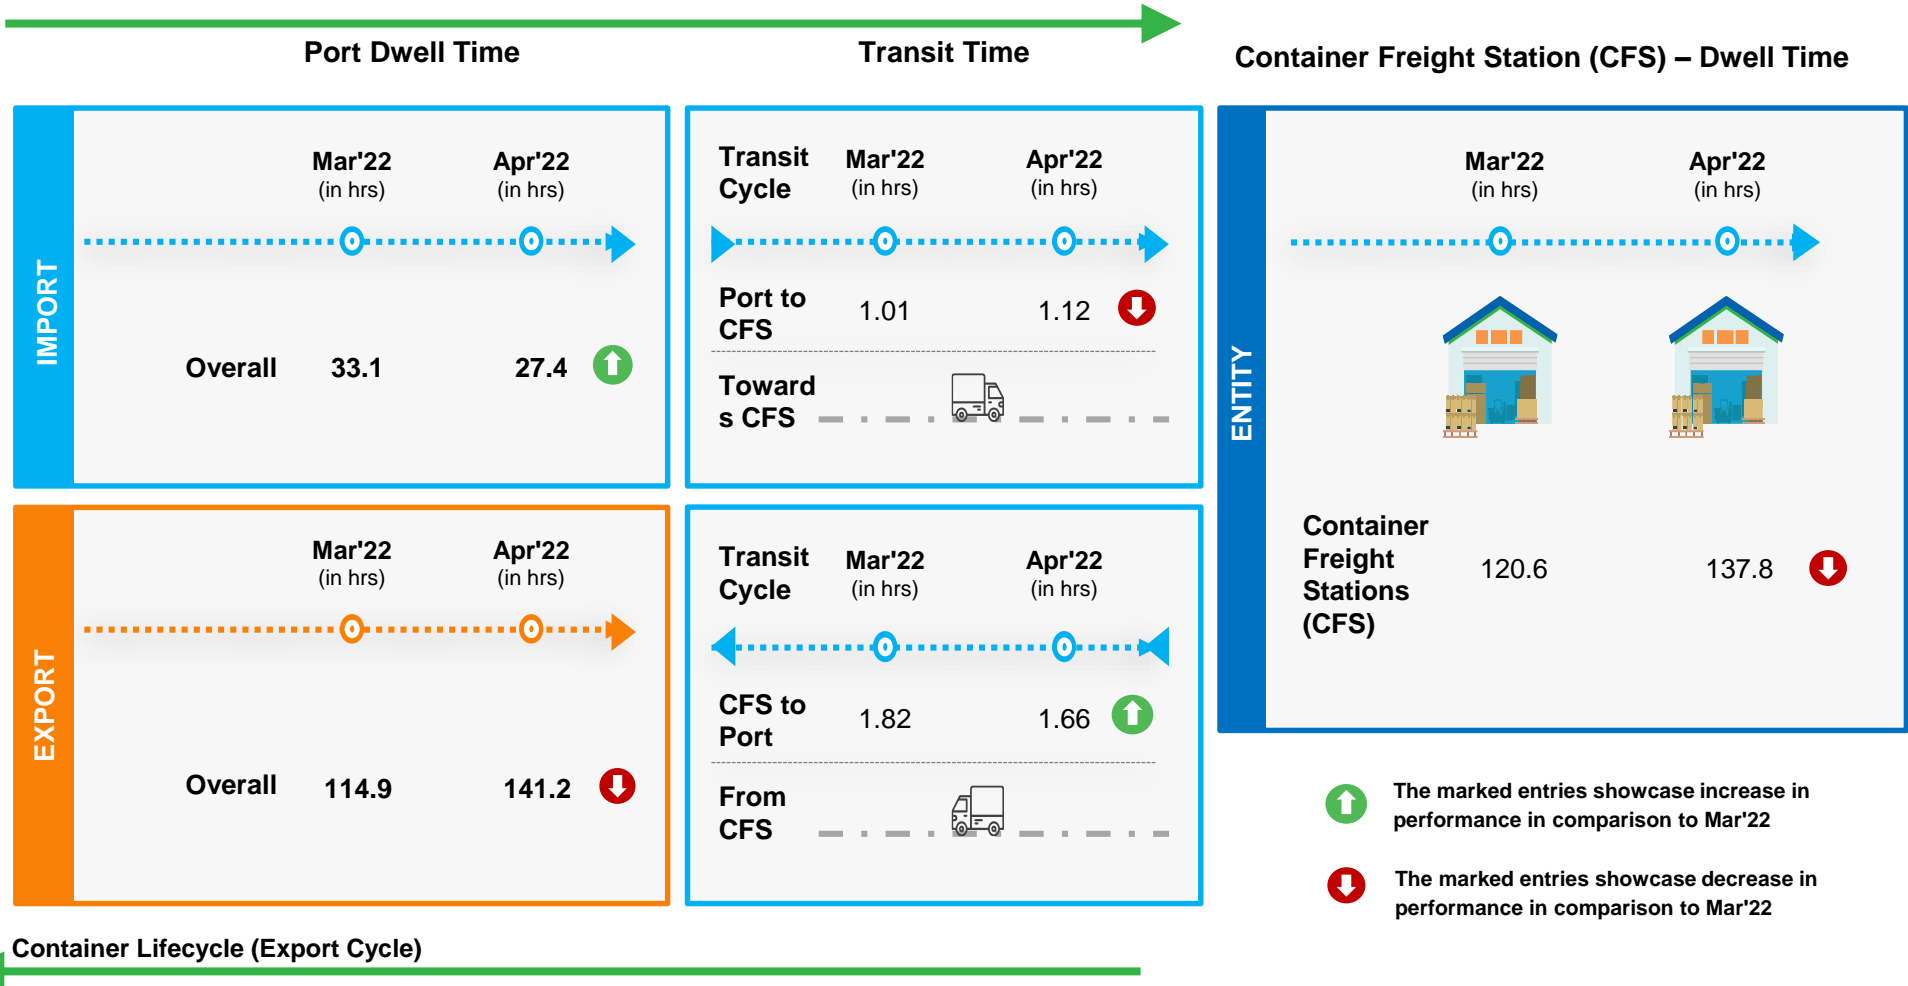 Port Dwell Time
Transit Time
Container Freight Station (CFS) – Dwell Time
IMPORT
Mar'22
(in hrs)
Apr'22
(in hrs)
Overall 33.1 27.4
Transit
Cycle
Mar'22
(in hrs)
Apr'22
(in hrs)
Port to
CFS
1.01 1.12
Toward
s CFS
ENTITY
Mar'22
(in hrs)
Apr'22
(in hrs)
Container
Freight
Stations
(CFS)
120.6 137.8
EXPORT
Mar'22
(in hrs)
Apr'22
(in hrs)
Overall 114.9 141.2
Transit
Cycle
Mar'22
(in hrs)
Apr'22
(in hrs)
CFS to
Port
1.82 1.66
From
CFS
The marked entries showcase increase in
performance in comparison to Mar'22
The marked entries showcase decrease in
performance in comparison to Mar'22
Container Lifecycle (Export Cycle)